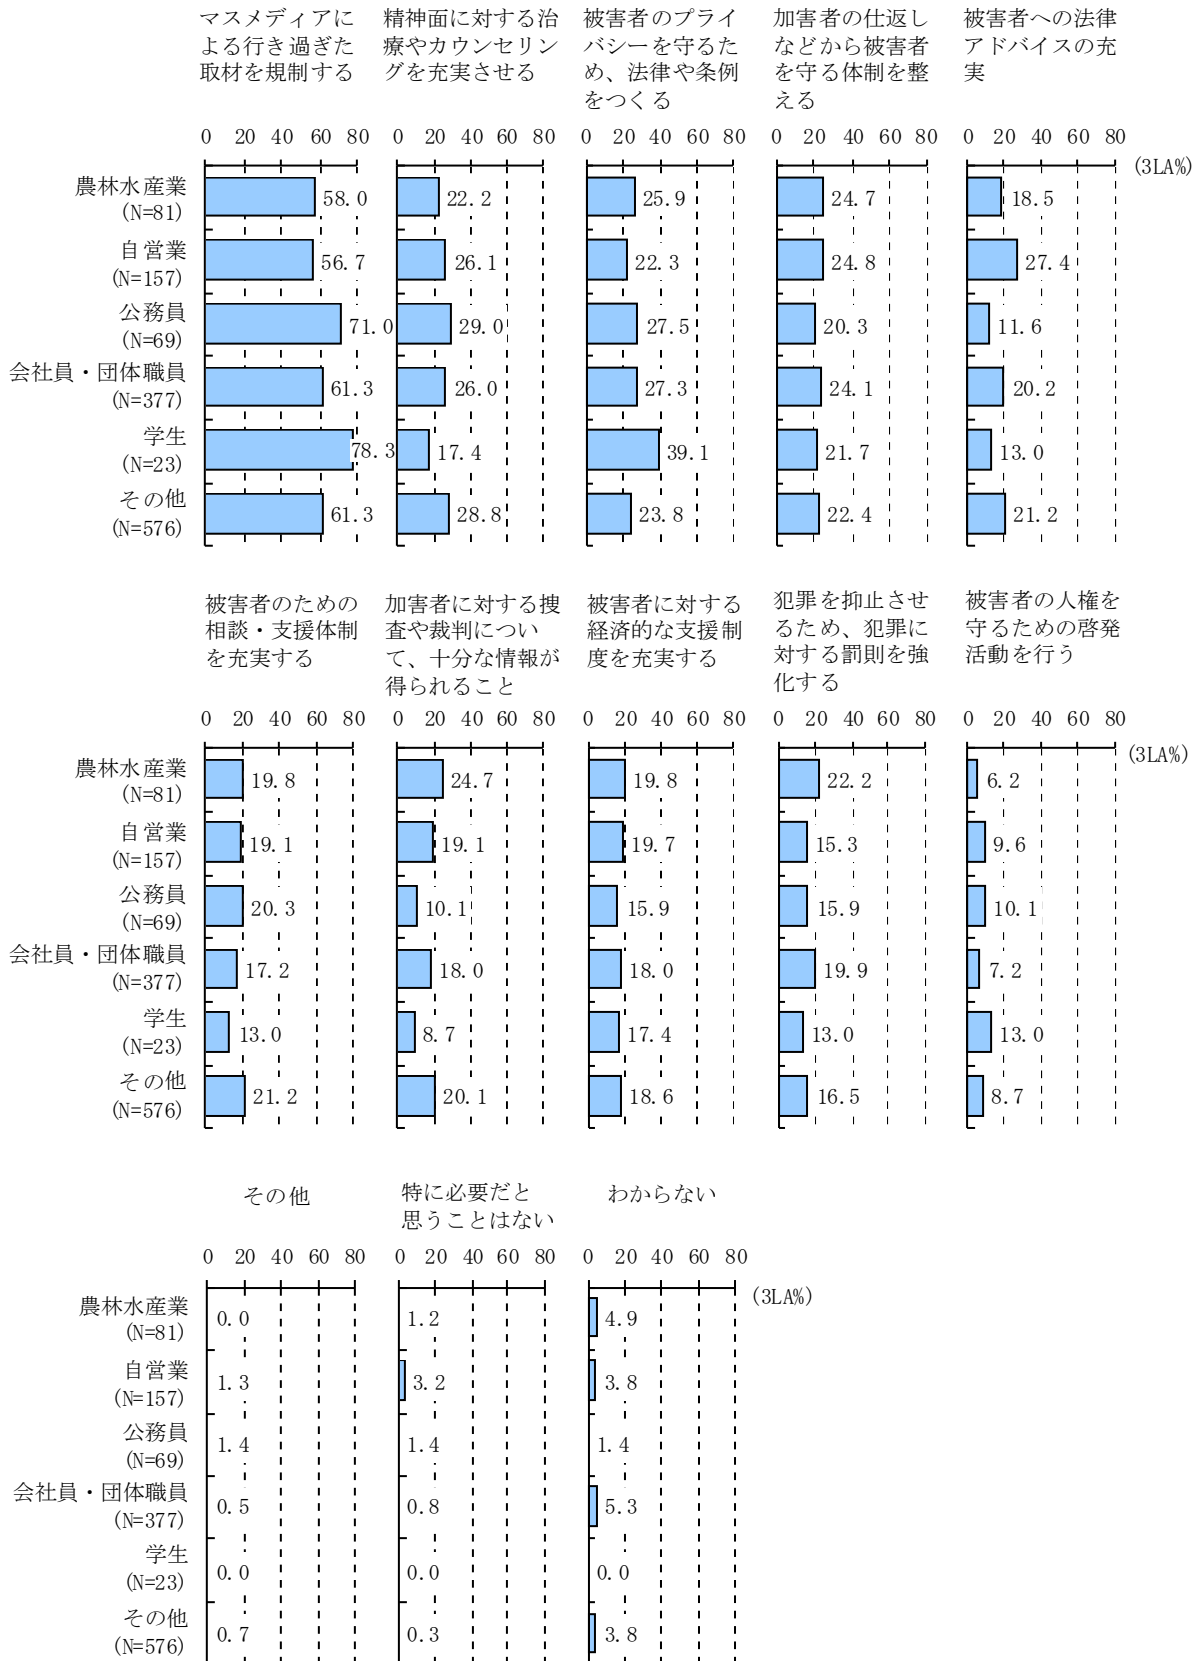 マスメディアに
よる行き過ぎた
取材を規制する
精神面に対する治
療やカウンセリン
グを充実させる
被害者のプライ
バシーを守るた
め、法律や条例
をつくる
加害者の仕返し
などから被害者
を守る体制を整
える
被害者への法律
アドバイスの充
実
0 20 40 60 80 0 20 40 60 80 0 20 40 60 80 0 20 40 60 80 0 20 40 60 80
(3LA%)
農林水産業
(N=81)
58.0 22.2 25.9 24.7 18.5
自営業
(N=157)
56.7 26.1 22.3 24.8 27.4
公務員
(N=69)
71.0 29.0 27.5 20.3 11.6
会社員・団体職員
(N=377)
61.3 26.0 27.3 24.1 20.2
学生
(N=23)
78.3 17.4 39.1 21.7 13.0
その他
(N=576)
61.3 28.8 23.8 22.4 21.2
被害者のための
相談・支援体制
を充実する
加害者に対する捜
査や裁判につい
て、十分な情報が
得られること
被害者に対する
経済的な支援制
度を充実する
犯罪を抑止させ
るため、犯罪に
対する罰則を強
化する
被害者の人権を
守るための啓発
活動を行う
0 20 40 60 80 0 20 40 60 80 0 20 40 60 80 0 20 40 60 80 0 20 40 60 80
(3LA%)
農林水産業
(N=81)
19.8 24.7 19.8 22.2 6.2
自営業
(N=157)
19.1 19.1 19.7 15.3 9.6
公務員
(N=69)
20.3 10.1 15.9 15.9 10.1
会社員・団体職員
(N=377)
17.2 18.0 18.0 19.9 7.2
学生
(N=23)
13.0 8.7 17.4 13.0 13.0
その他
(N=576)
21.2 20.1 18.6 16.5 8.7
その他
特に必要だと
思うことはない
わからない
0 20 40 60 80 0 20 40 60 80 0 20 40 60 80
(3LA%)
農林水産業
(N=81)
0.0 1.2 4.9
自営業
(N=157)
1.3 3.2 3.8
公務員
(N=69)
1.4 1.4 1.4
会社員・団体職員
(N=377)
0.5 0.8 5.3
学生
(N=23)
0.0 0.0 0.0
その他
(N=576)
0.7 0.3 3.8